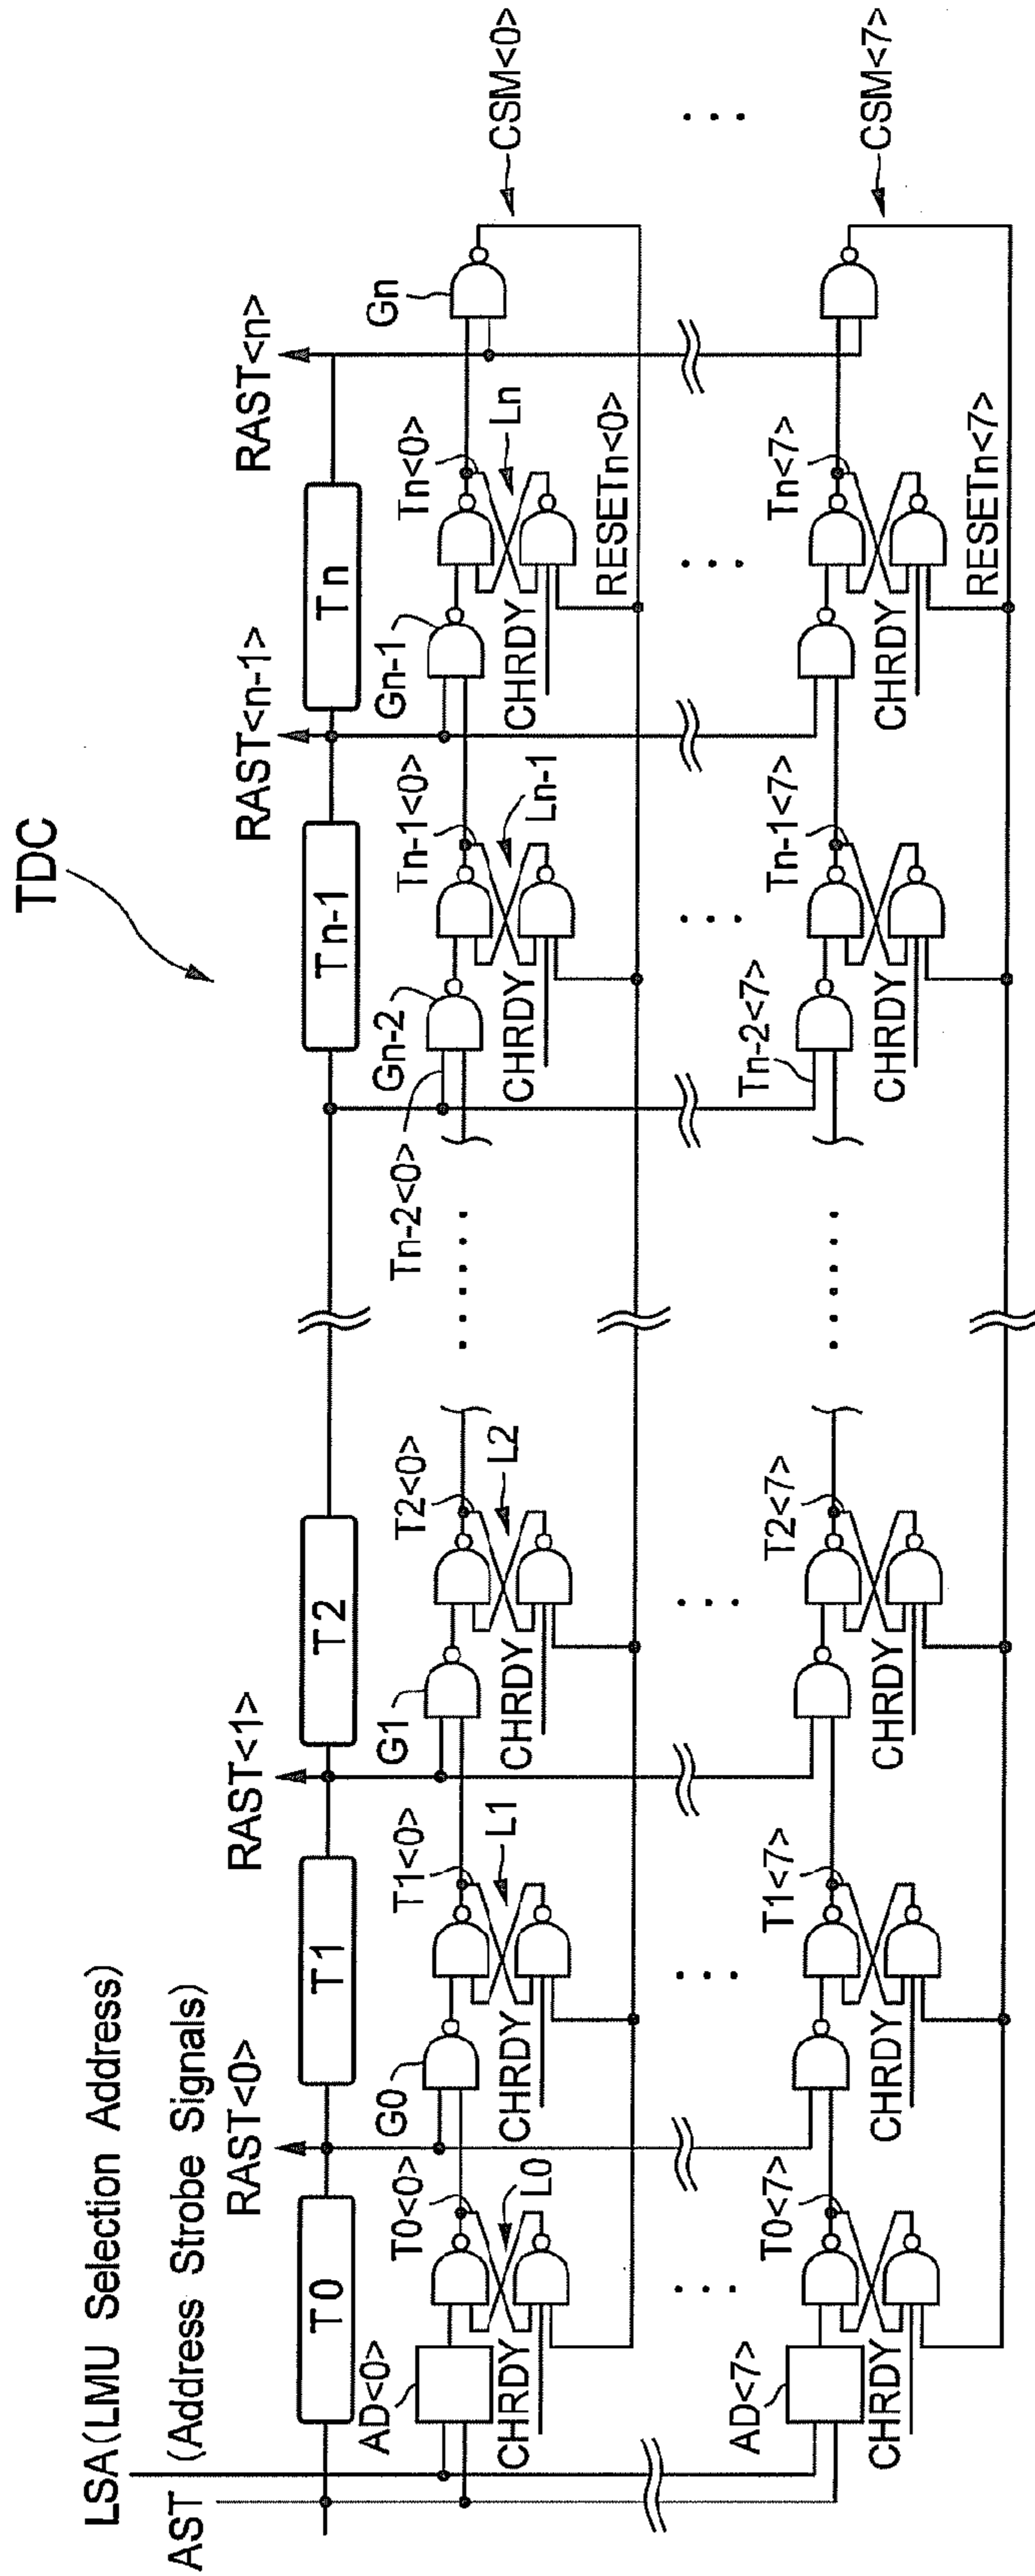 TDC
LSA(LMU Selection Address)
AST (Address Strobe Signals)
RAST<0>
RAST<1>
RAST<n-1>
RAST<n>
T0
T1
T2
Tn-1
Tn
AD<0>
T0<0>
L0
G0
T1<0>
L1
G1
T2<0>
L2
Tn-2<0>
Gn-2
Tn-1<0>
Ln-1
Gn-1
Tn<0>
Ln
Gn
CSM<0>
CHRDY
CHRDY
CHRDY
CHRDY
CHRDY
RESETn<0>
AD<7>
T0<7>
T1<7>
T2<7>
Tn-2<7>
Tn-1<7>
Tn<7>
CSM<7>
CHRDY
CHRDY
CHRDY
CHRDY
CHRDY
RESETn<7>